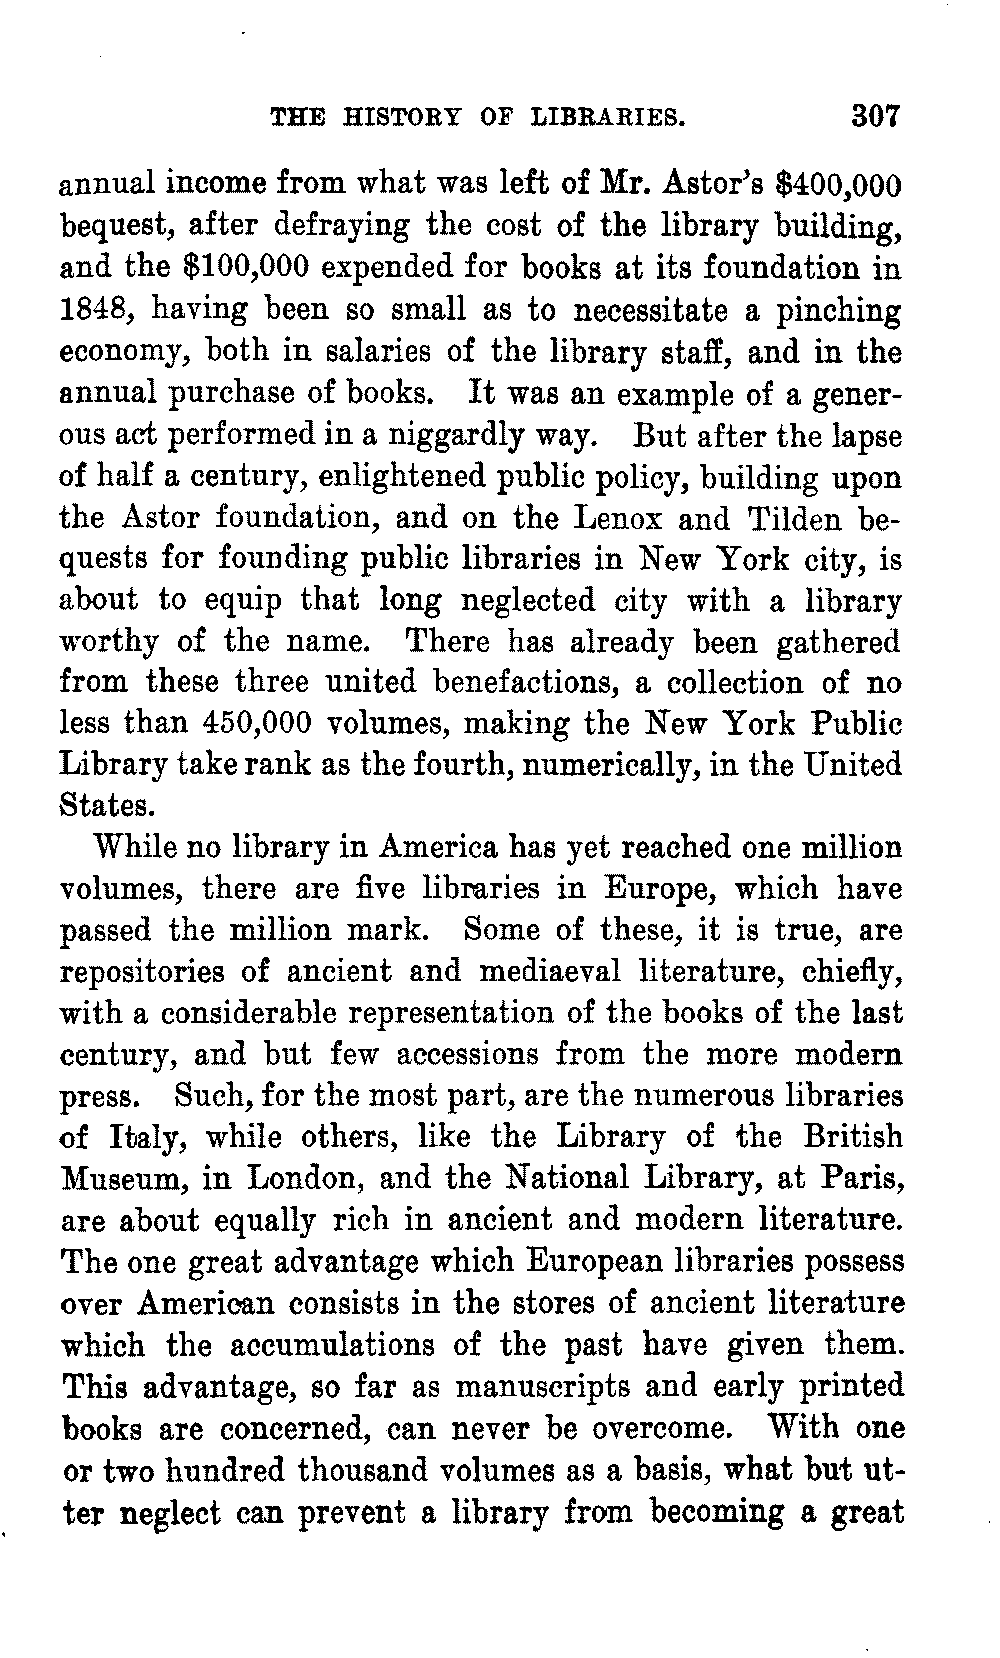 THE HISTORY OF LIBRARIES. 307
annual income from what was left of Mr. Astor's $400,000
bequest, after defraying the cost of the library building,
and the $100,000 expended for books at its foundation in
1848, having been so small as to necessitate a pinching
economy, both in salaries of the library staff, and in the
annual purchase of books. It was an example of a gener-
ous act performed in a niggardly way. But after the lapse
of half a century, enlightened public policy, building upon
the Astor foundation, and on the Lenox and Tilden be-
quests for founding public libraries in New York city, is
about to equip that long neglected city with a library
worthy of the name. There has already been gathered
from these three united benefactions, a collection of no
less than 450,000 volumes, making the New York Public
Library take rank as the fourth, numerically, in the United
States.
While no library in America has yet reached one million
volumes, there are five libraries in Europe, which have
passed the million mark. Some of these, it is true, are
repositories of ancient and mediaeval literature, chiefly,
with a considerable representation of the books of the last
century, and but few accessions from the more modern
press. Such, for the most part, are the numerous libraries
of Italy, while others, like the Library of the British
Museum, in London, and the National Library, at Paris,
are about equally rich in ancient and modern literature.
The one great advantage which European libraries possess
over American consists in the stores of ancient literature
which the accumulations of the past have given them.
This advantage, so far as manuscripts and early printed
books are concerned, can never be overcome. With one
or two hundred thousand volumes as a basis, what but ut-
ter neglect can prevent a library from becoming a great